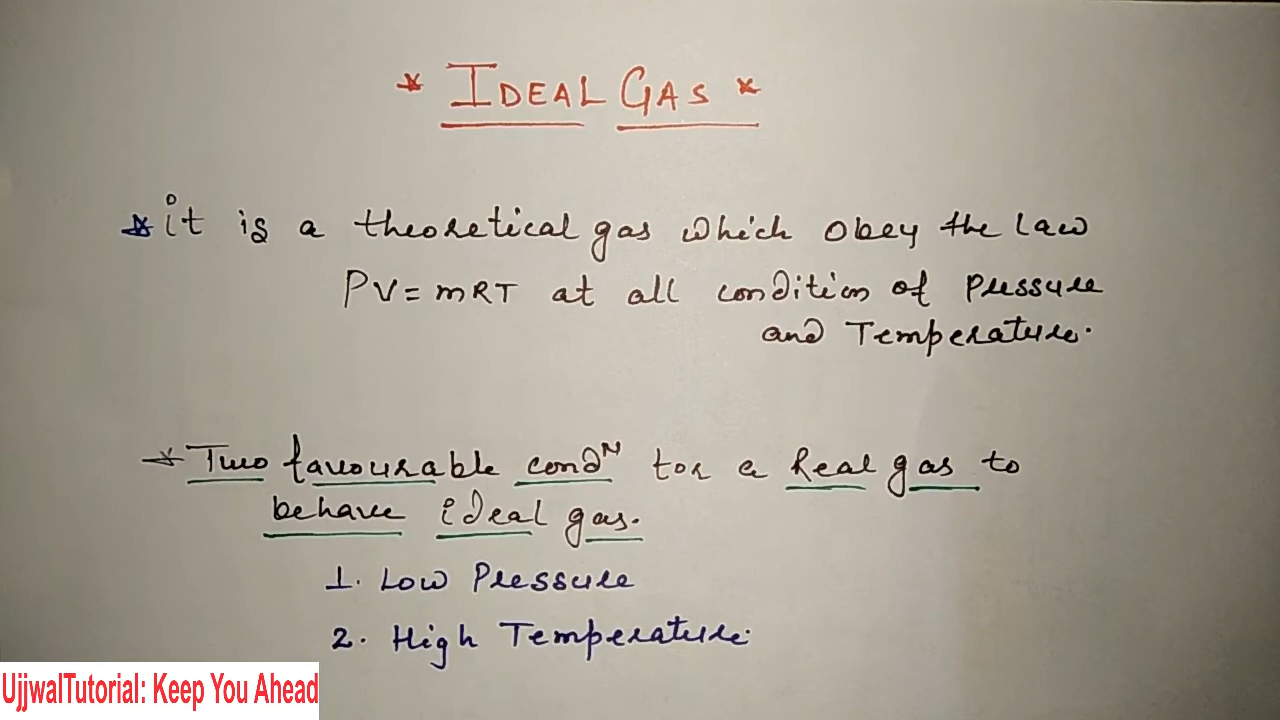 * IDEAL GAS *
* it is a theoretical gas which obey the law
PV = mRT at all condition of Pressure
and Temperature.
* Two favourable condN for a Real gas to
behave ideal gas.
1. Low Pressure
2. High Temperature.
UjjwalTutorial: Keep You Ahead